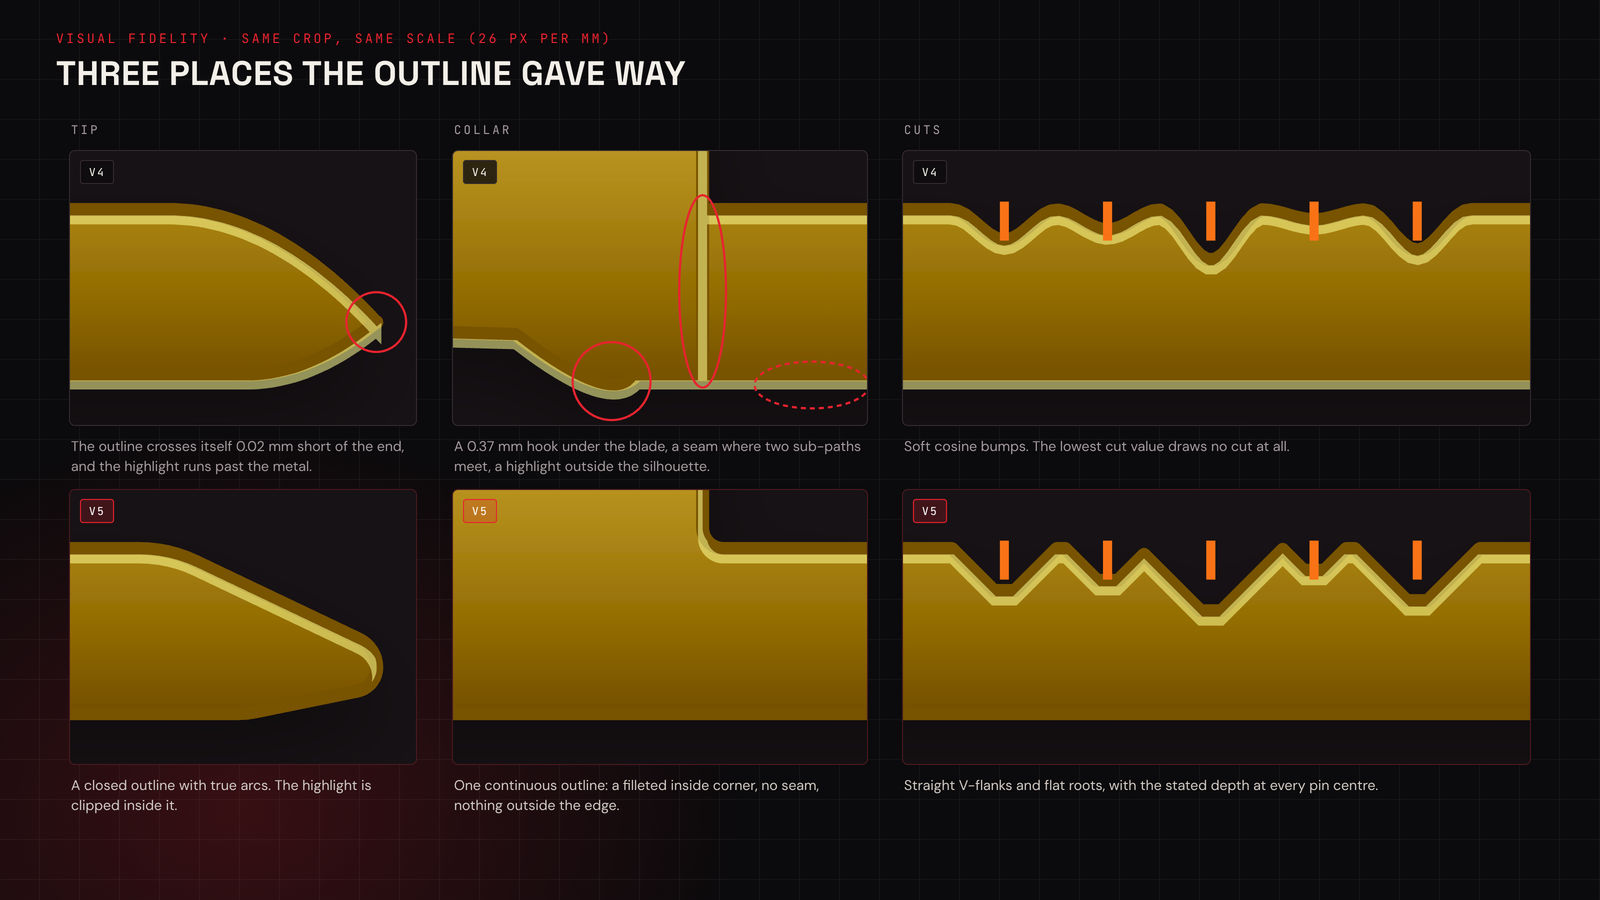 VISUAL FIDELITY · SAME CROP, SAME SCALE (26 PX PER MM)
THREE PLACES THE OUTLINE GAVE WAY
TIP
COLLAR
CUTS
V4
V4
V4
The outline crosses itself 0.02 mm short of the end,
and the highlight runs past the metal.
A 0.37 mm hook under the blade, a seam where two sub-paths
meet, a highlight outside the silhouette.
Soft cosine bumps. The lowest cut value draws no cut at all.
V5
V5
V5
A closed outline with true arcs. The highlight is
clipped inside it.
One continuous outline: a filleted inside corner, no seam,
nothing outside the edge.
Straight V-flanks and flat roots, with the stated depth at every pin centre.